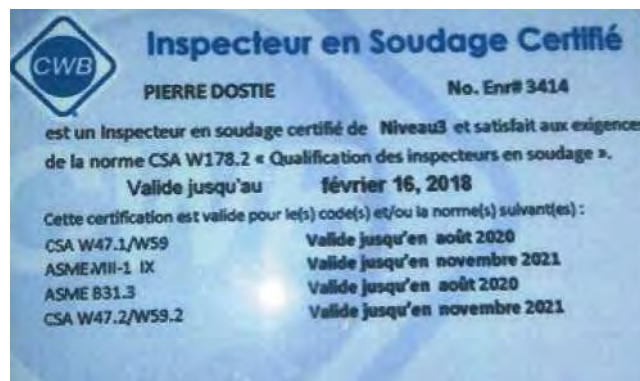 CWB
Inspecteur en Soudage Certifié
PIERRE DOSTIE No. Enr# 3414
est un Inspecteur en soudage certifié de Niveau3 et satisfait aux exigences
de la norme CSA W178.2 « Qualification des inspecteurs en soudage ».
Valide jusqu'au février 16, 2018
Cette certification est valide pour le(s) code(s) et/ou la norme(s) suivant(es) :
CSA W47.1/W59 Valide jusqu'en août 2020
ASME VIII-1 IX Valide jusqu'en novembre 2021
ASME B31.3 Valide jusqu'en août 2020
CSA W47.2/W59.2 Valide jusqu'en novembre 2021